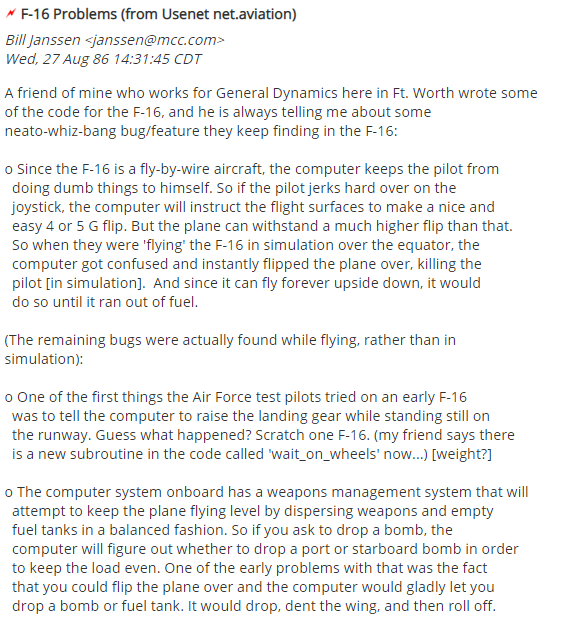 F-16 Problems (from Usenet net.aviation)
Bill Janssen <janssen@mcc.com>
Wed, 27 Aug 86 14:31:45 CDT
A friend of mine who works for General Dynamics here in Ft. Worth wrote some
of the code for the F-16, and he is always telling me about some
neato-whiz-bang bug/feature they keep finding in the F-16:
o Since the F-16 is a fly-by-wire aircraft, the computer keeps the pilot from
doing dumb things to himself. So if the pilot jerks hard over on the
joystick, the computer will instruct the flight surfaces to make a nice and
easy 4 or 5 G flip. But the plane can withstand a much higher flip than that.
So when they were 'flying' the F-16 in simulation over the equator, the
computer got confused and instantly flipped the plane over, killing the
pilot [in simulation].  And since it can fly forever upside down, it would
do so until it ran out of fuel.
(The remaining bugs were actually found while flying, rather than in
simulation):
o One of the first things the Air Force test pilots tried on an early F-16
was to tell the computer to raise the landing gear while standing still on
the runway. Guess what happened? Scratch one F-16. (my friend says there
is a new subroutine in the code called 'wait_on_wheels' now...) [weight?]
o The computer system onboard has a weapons management system that will
attempt to keep the plane flying level by dispersing weapons and empty
fuel tanks in a balanced fashion. So if you ask to drop a bomb, the
computer will figure out whether to drop a port or starboard bomb in order
to keep the load even. One of the early problems with that was the fact
that you could flip the plane over and the computer would gladly let you
drop a bomb or fuel tank. It would drop, dent the wing, and then roll off.